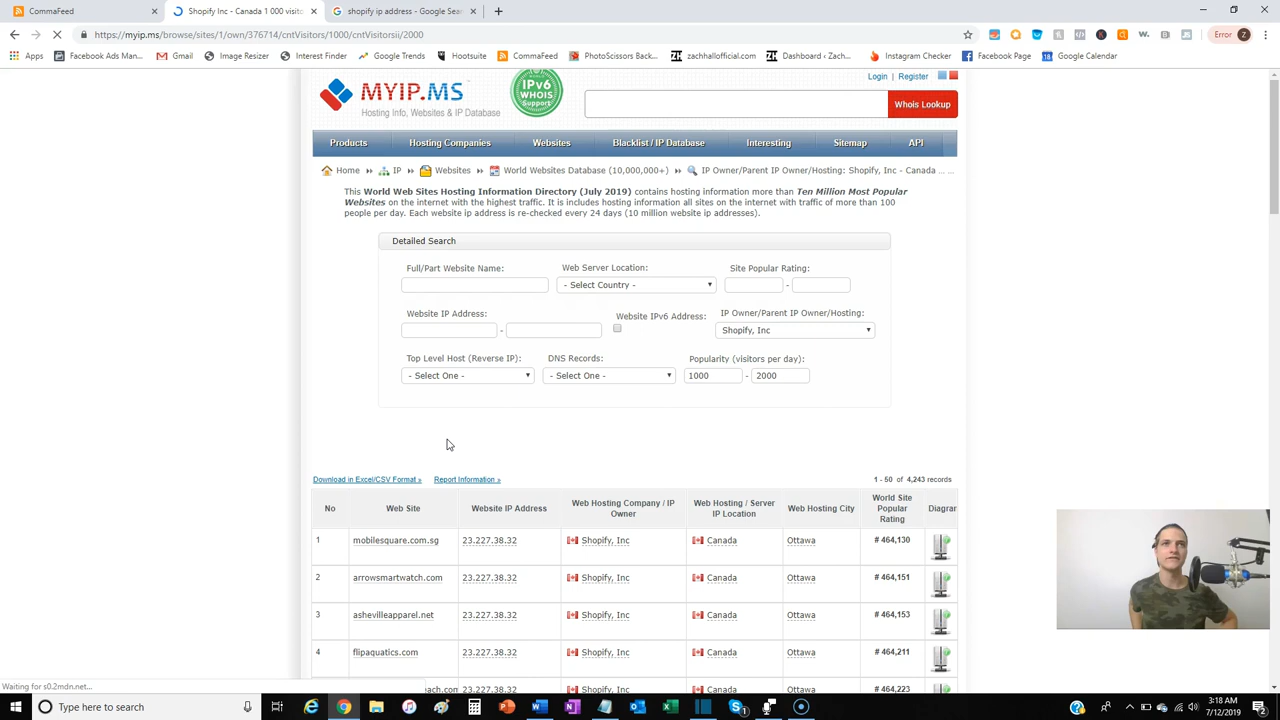 CommaFeed
Shopify Inc - Canada 1 000 visito
shopify ip address - Google Sea
https://myip.ms/browse/sites/1/own/376714/cntVisitors/1000/cntVisitorsii/2000
Error
Z
Apps
Facebook Ads Man
Gmail
Image Resizer
Interest Finder
Google Trends
Hootsuite
CommaFeed
PhotoScissors Back
zachhallofficial.com
Dashboard ‹ Zach
Instagram Checker
Facebook Page
Google Calendar
Login | Register
MYIP.MS
Hosting Info, Websites & IP Database
IPv6
WHOIS
Support
Whois Lookup
Products Hosting Companies Websites Blacklist / IP Database Interesting Sitemap API
Home IP Websites World Websites Database (10,000,000+) IP Owner/Parent IP Owner/Hosting: Shopify, Inc - Canada ... ...
This World Web Sites Hosting Information Directory (July 2019) contains hosting information more than Ten Million Most Popular
Websites on the internet with the highest traffic. It is includes hosting information all sites on the internet with traffic of more than 100
people per day. Each website ip address is re-checked every 24 days (10 million website ip addresses).
Detailed Search
Full/Part Website Name: Web Server Location: Site Popular Rating:
- Select Country - -
Website IP Address: Website IPv6 Address: IP Owner/Parent IP Owner/Hosting:
- Shopify, Inc
Top Level Host (Reverse IP): DNS Records: Popularity (visitors per day):
- Select One - - Select One - 1000 - 2000
Download in Excel/CSV Format » Report Information » 1 - 50 of 4,243 records
No Web Site Website IP Address Web Hosting Company / IP Owner Web Hosting / Server IP Location Web Hosting City World Site Popular Rating Diagran
1 mobilesquare.com.sg 23.227.38.32 Shopify, Inc Canada Ottawa # 464,130
2 arrowsmartwatch.com 23.227.38.32 Shopify, Inc Canada Ottawa # 464,151
3 ashevilleapparel.net 23.227.38.32 Shopify, Inc Canada Ottawa # 464,153
4 flipaquatics.com 23.227.38.32 Shopify, Inc Canada Ottawa # 464,211
each.com 23.227.38.32 Shopify, Inc Canada Ottawa # 464,223
Waiting for s0.2mdn.net...
Type here to search
3:18 AM
7/12/2019